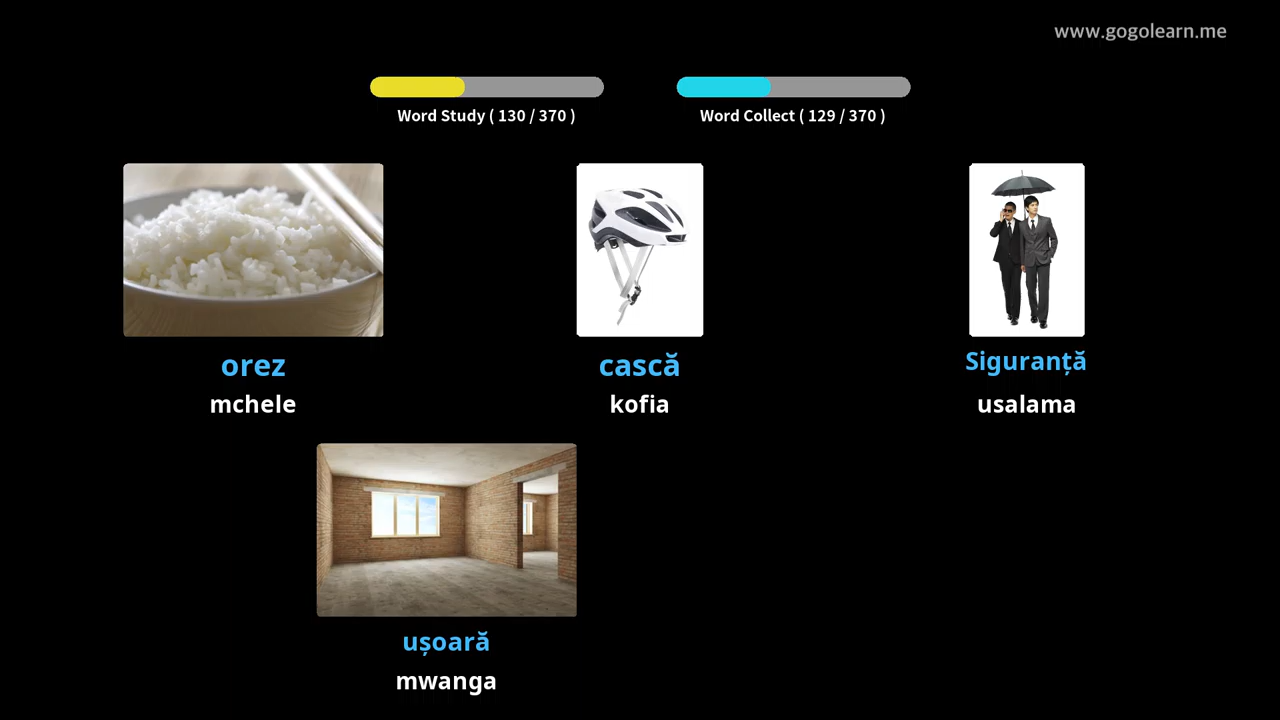 www.gogolearn.me
Word Study ( 130 / 370 )
Word Collect ( 129 / 370 )
orez
mchele
cască
kofia
Siguranță
usalama
ușoară
mwanga